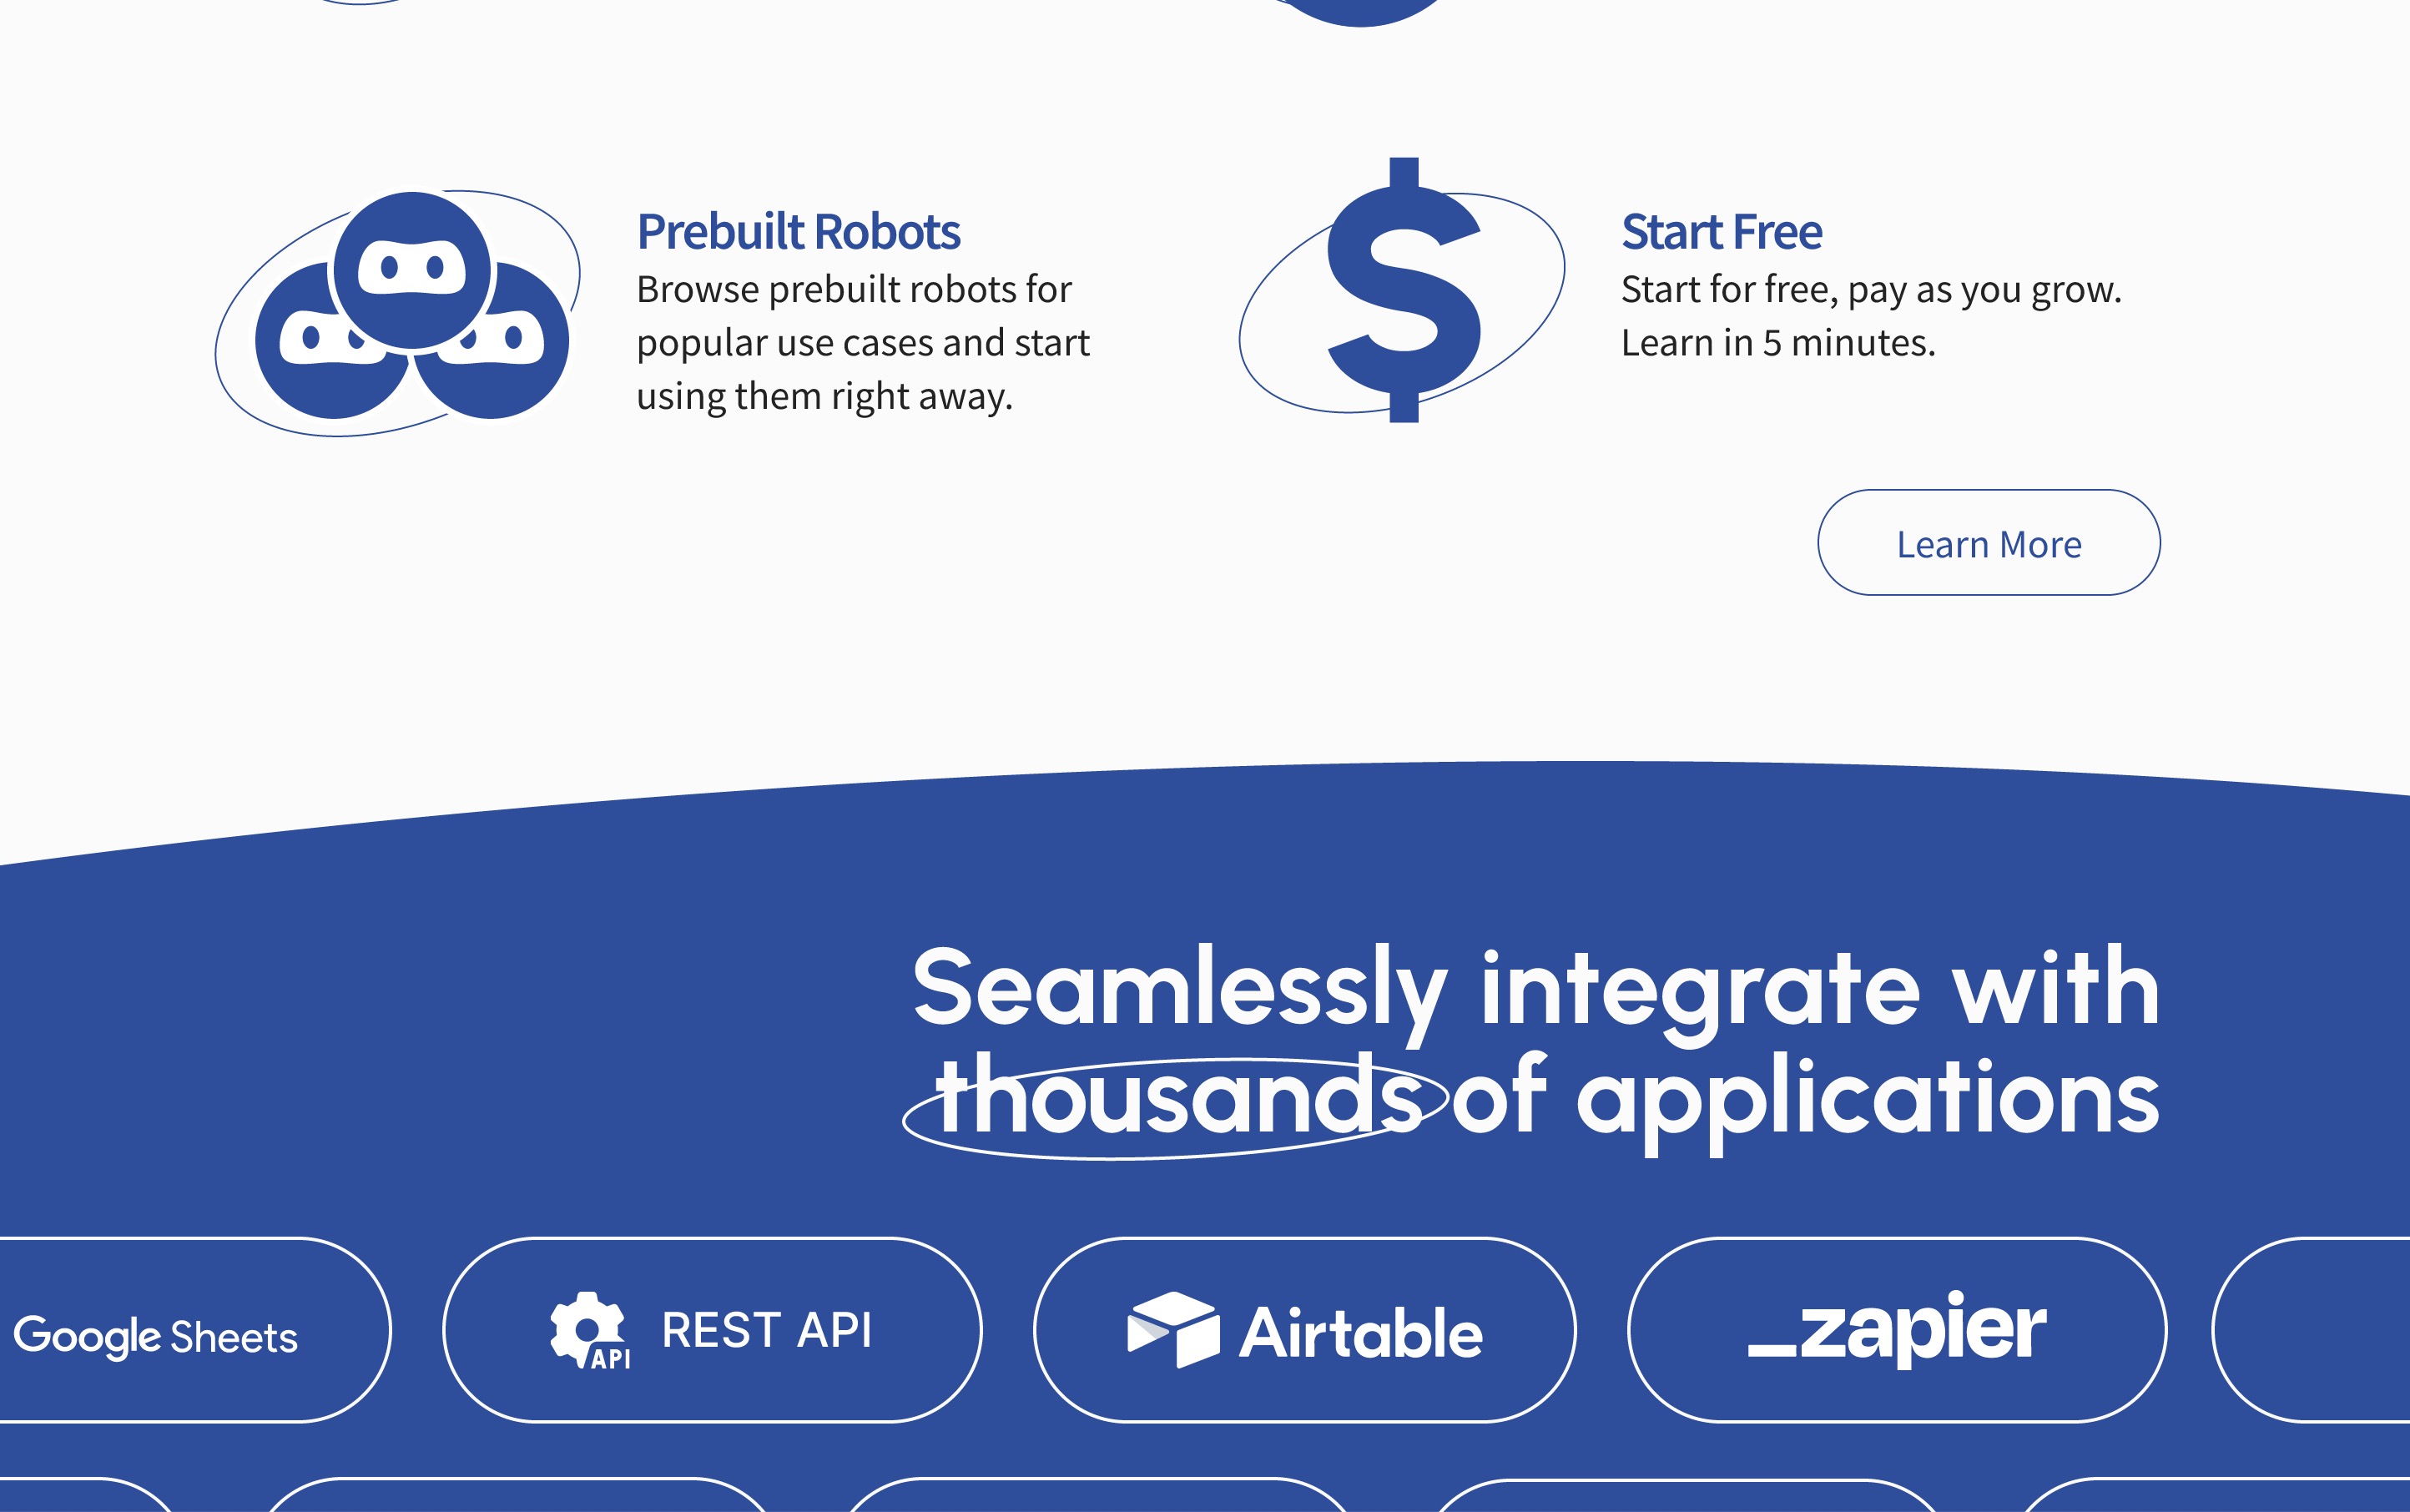 Prebuilt Robots
Browse prebuilt robots for
popular use cases and start
using them right away.
Start Free
Start for free, pay as you grow.
Learn in 5 minutes.
Learn More
Seamlessly integrate with
thousands of applications
Google Sheets
API
REST API
Airtable
_zapier